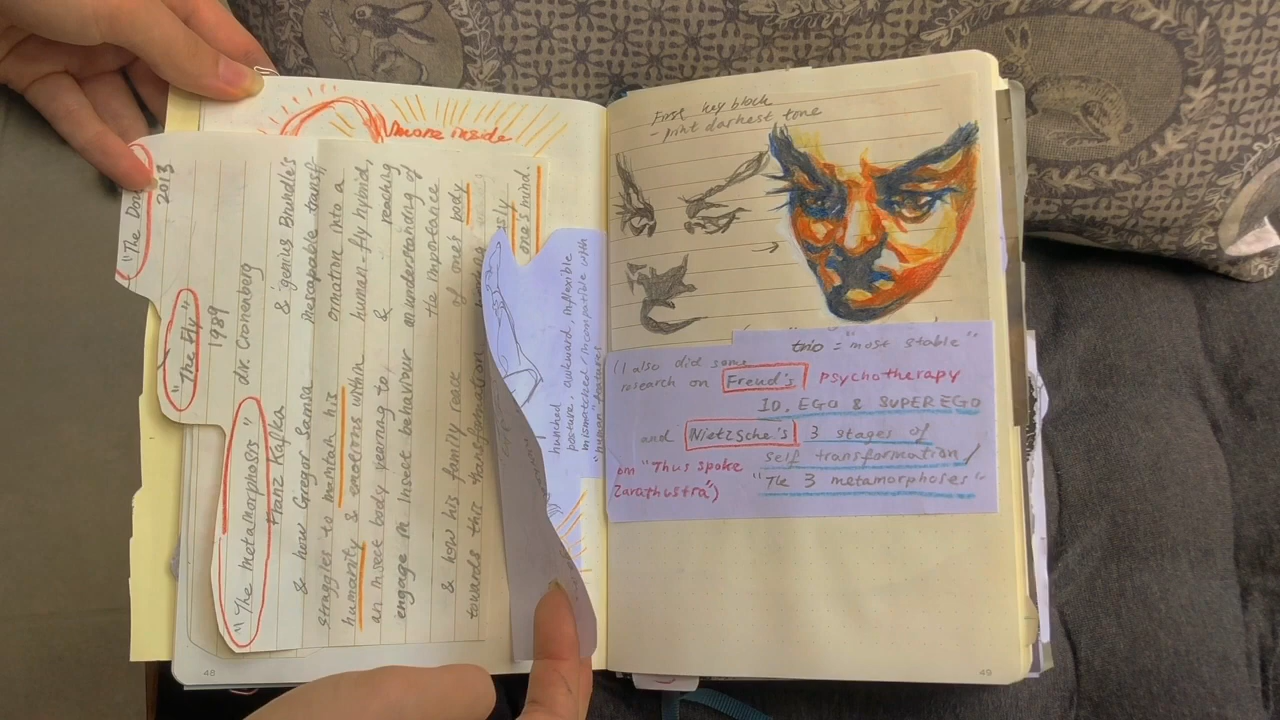 more inside
"The
2013
"The Fly"
1989
dir. Cronenberg
& 'genius Brundle's
inescapable transf-
ormation into a
human-fly hybrid,
& reaching
an understanding of
the importance
of one's body
one's mind.
"The metamorphosis"
Franz Kafka
& how Gregor Samsa
struggles to maintain his
humanity & emotions within
an insect body yearning to
engage in insect behaviour
& how his family react
towards this transformation
hunched
posture, awkward, inflexible
mismatched incompatible with
"human" features
48
First key block
- print darkest tone
trio = "most stable"
(I also did some
research on Freud's psychotherapy
ID, EGO & SUPEREGO
and Nietzsche's 3 stages of
self transformation/
on "Thus spoke
Zarathustra")
"The 3 metamorphoses"
49